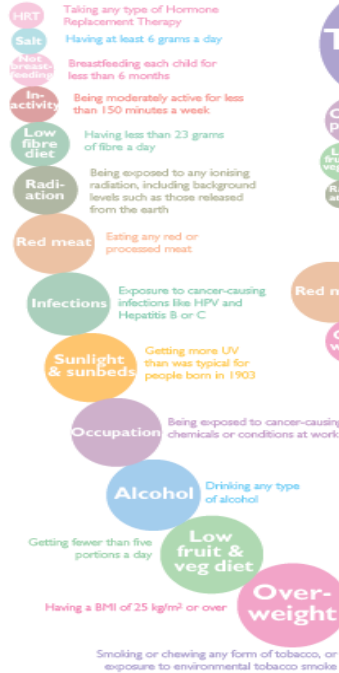 HRT
Taking any type of Hormone
Replacement Therapy
Salt
Having at least 6 grams a day
Not
breast-
feeding
Breastfeeding each child for
less than 6 months
In-
activity
Being moderately active for less
than 150 minutes a week
Low
fibre
diet
Having less than 23 grams
of fibre a day
Radi-
ation
Being exposed to any ionising
radiation, including background
levels such as those released
from the earth
Red meat
Eating any red or
processed meat
Infections
Exposure to cancer-causing
infections like HPV and
Hepatitis B or C
Sunlight
& sunbeds
Getting more UV
than was typical for
people born in 1903
Occupation
Being exposed to cancer-causing
chemicals or conditions at work
Alcohol
Drinking any type
of alcohol
Low
fruit &
veg diet
Getting fewer than five
portions a day
Over-
weight
Having a BMI of 25 kg/m² or over
Smoking or chewing any form of tobacco, or
exposure to environmental tobacco smoke
T
Red m